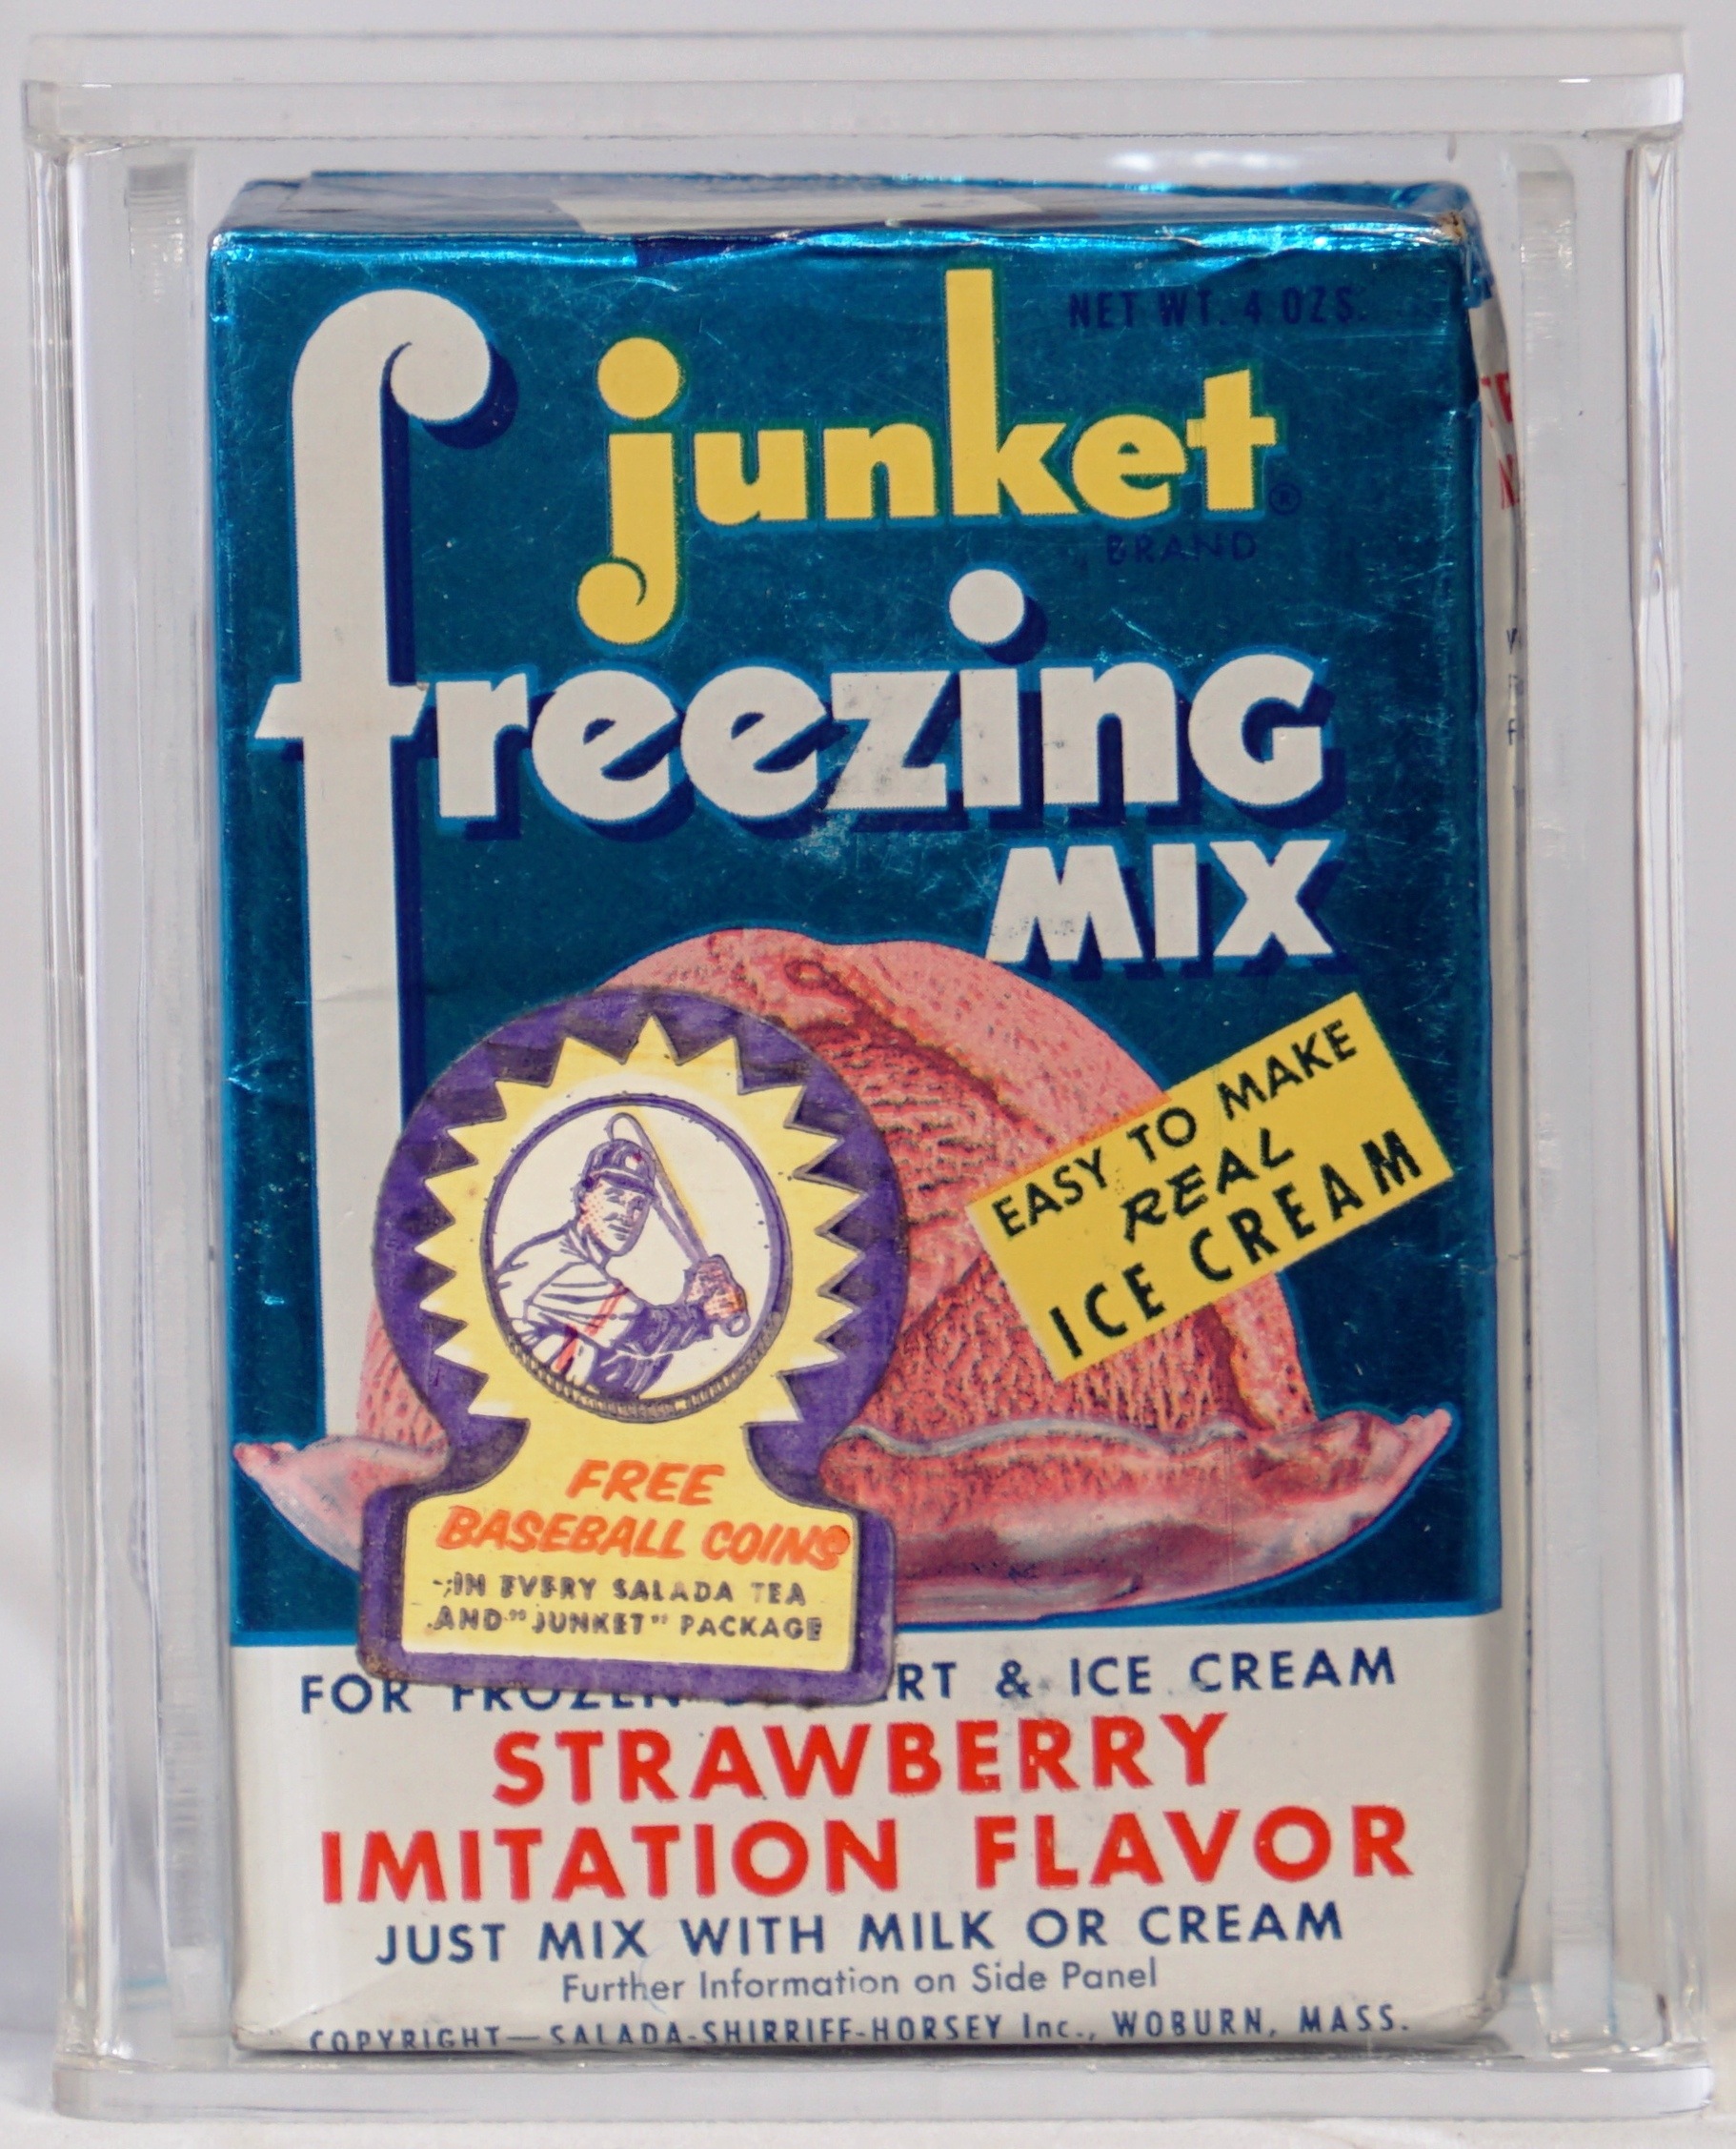 NET WT. 4 OZS.
junket®
BRAND
freezing
MIX
EASY TO MAKE
REAL
ICE CREAM
FREE
BASEBALL COINS
IN EVERY SALADA TEA
AND "JUNKET" PACKAGE
FOR FROZEN RT & ICE CREAM
STRAWBERRY
IMITATION FLAVOR
JUST MIX WITH MILK OR CREAM
Further Information on Side Panel
COPYRIGHT—SALADA-SHIRRIFF-HORSEY Inc., WOBURN, MASS.